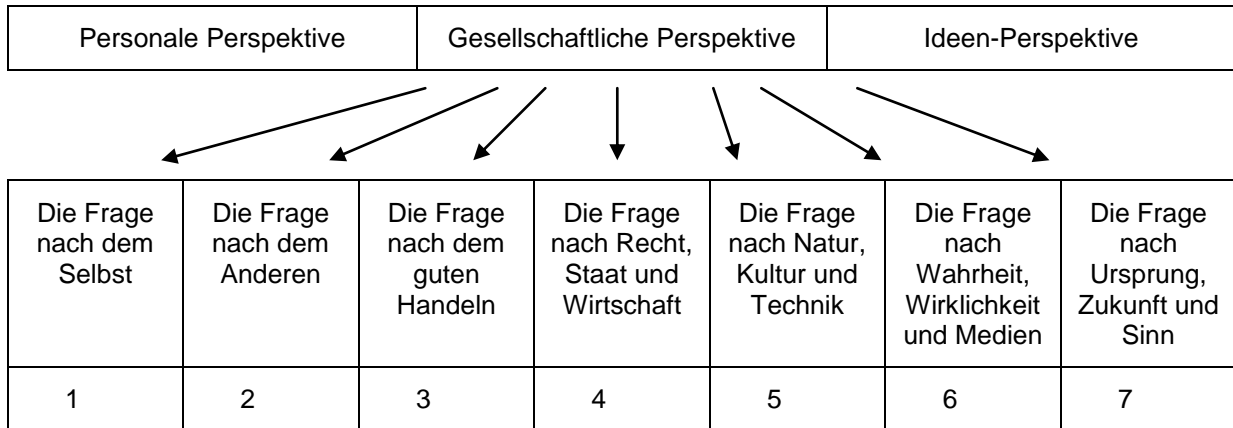 Personale Perspektive
Gesellschaftliche Perspektive
Ideen-Perspektive
Die Frage
nach dem
Selbst
Die Frage
nach dem
Anderen
Die Frage
nach dem
guten
Handeln
Die Frage
nach Recht,
Staat und
Wirtschaft
Die Frage
nach Natur,
Kultur und
Technik
Die Frage
nach
Wahrheit,
Wirklichkeit
und Medien
Die Frage
nach
Ursprung,
Zukunft und
Sinn
1
2
3
4
5
6
7